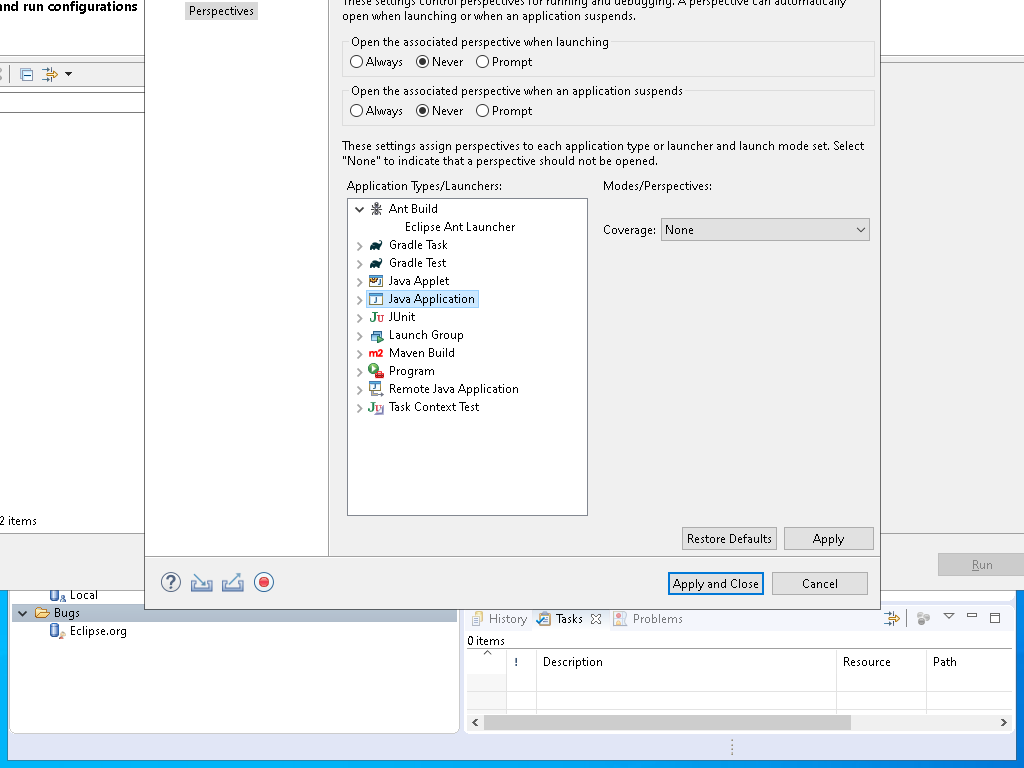 and run configurations
Perspectives
These settings control perspectives for running and debugging. A perspective can automatically
open when launching or when an application suspends.
Open the associated perspective when launching
Always Never Prompt
Open the associated perspective when an application suspends
Always Never Prompt
These settings assign perspectives to each application type or launcher and launch mode set. Select
"None" to indicate that a perspective should not be opened.
Application Types/Launchers: Modes/Perspectives:
Ant Build
Eclipse Ant Launcher
Coverage: None
Gradle Task
Gradle Test
Java Applet
Java Application
JUnit
Launch Group
Maven Build
Program
Remote Java Application
Task Context Test
2 items
Restore Defaults Apply
Run
Apply and Close Cancel
Local
Bugs
Eclipse.org
History Tasks Problems
0 items
! Description Resource Path